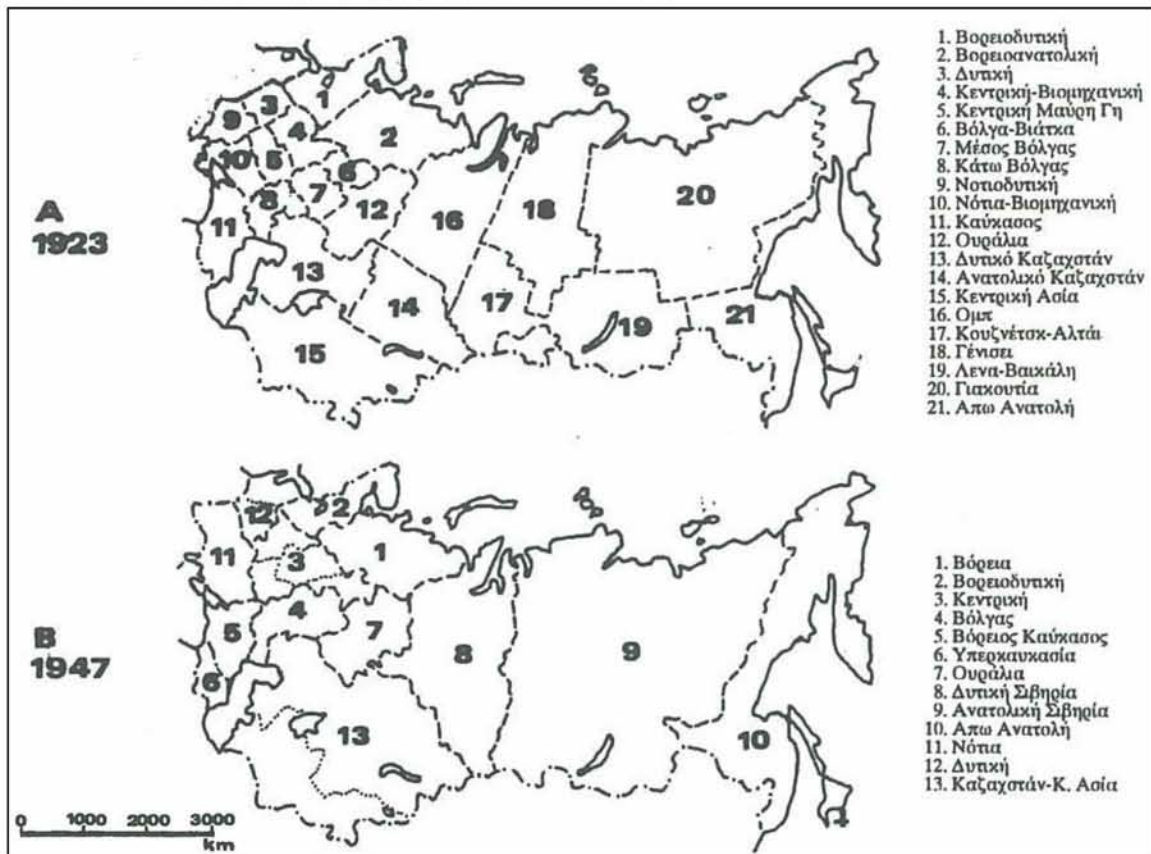 A
1923
1
2
3
4
5
6
7
8
9
10
11
12
13
14
15
16
17
18
19
20
21
1. Βορειοδυτική
2. Βορειοανατολική
3. Δυτική
4. Κεντρική-Βιομηχανική
5. Κεντρική Μαύρη Γη
6. Βόλγα-Βιάτκα
7. Μέσος Βόλγας
8. Κάτω Βόλγας
9. Νοτιοδυτική
10. Νότια-Βιομηχανική
11. Καύκασος
12. Ουράλια
13. Δυτικό Καζαχστάν
14. Ανατολικό Καζαχστάν
15. Κεντρική Ασία
16. Ομπ
17. Κουζνέτσκ-Αλτάι
18. Γένισει
19. Λενα-Βαικάλη
20. Γιακουτία
21. Απω Ανατολή
B
1947
1
2
3
4
5
6
7
8
9
10
11
12
13
0 1000 2000 3000
km
1. Βόρεια
2. Βορειοδυτική
3. Κεντρική
4. Βόλγας
5. Βόρειος Καύκασος
6. Υπερκαυκασία
7. Ουράλια
8. Δυτική Σιβηρία
9. Ανατολική Σιβηρία
10. Απω Ανατολή
11. Νότια
12. Δυτική
13. Καζαχστάν-Κ. Ασία